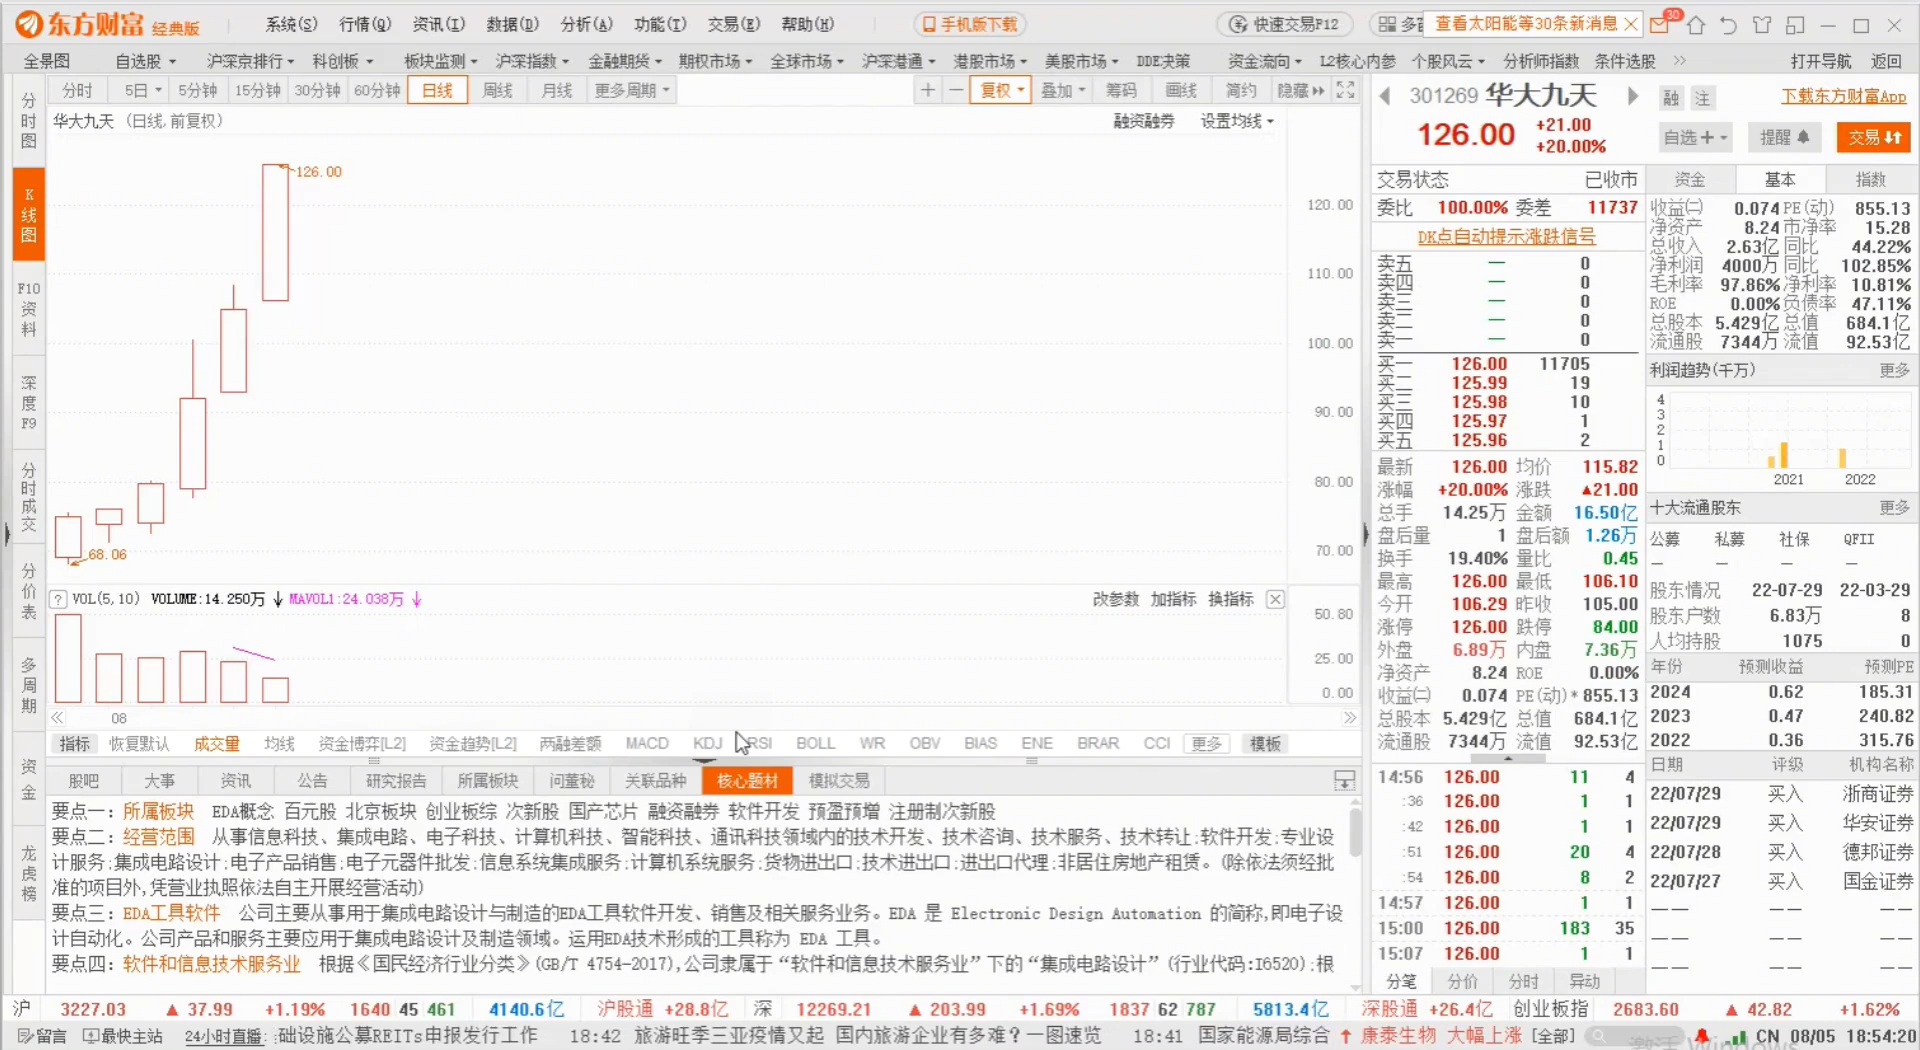 东方财富 经典版 系统(S) 行情(Q) 资讯(I) 数据(D) 分析(A) 功能(T) 交易(E) 帮助(H) 手机版下载 快速交易F12 查看太阳能等30条新消息 30
全景图 自选股 沪深京排行 科创板 板块监测 沪深指数 金融期货 期权市场 全球市场 沪深港通 港股市场 美股市场 DDE决策 资金流向 L2核心内参 个股风云 分析师指数 条件选股 打开导航 返回
分时 5日 5分钟 15分钟 30分钟 60分钟 日线 周线 月线 更多周期 复权 叠加 筹码 画线 简约 隐藏
华大九天 (日线,前复权) 融资融券 设置均线
分时图
K线图
F10资料
深度F9
分时成交
分价表
多周期
资金
龙虎榜
126.00
68.06
120.00
110.00
100.00
90.00
80.00
70.00
? VOL(5,10) VOLUME:14.250万 ↓ MAVOL1:24.038万 ↓ 改参数 加指标 换指标
50.80
25.00
0.00
08
指标 恢复默认 成交量 均线 资金博弈[L2] 资金趋势[L2] 两融差额 MACD KDJ RSI BOLL WR OBV BIAS ENE BRAR CCI 更多 模板
股吧 大事 资讯 公告 研究报告 所属板块 问董秘 关联品种 核心题材 模拟交易
要点一: 所属板块 EDA概念 百元股 北京板块 创业板综 次新股 国产芯片 融资融券 软件开发 预盈预增 注册制次新股
要点二: 经营范围 从事信息科技、集成电路、电子科技、计算机科技、智能科技、通讯科技领域内的技术开发、技术咨询、技术服务、技术转让;软件开发;专业设
计服务;集成电路设计;电子产品销售;电子元器件批发;信息系统集成服务;计算机系统服务;货物进出口;技术进出口;进出口代理;非居住房地产租赁。(除依法须经批
准的项目外,凭营业执照依法自主开展经营活动)
要点三: EDA工具软件 公司主要从事用于集成电路设计与制造的EDA工具软件开发、销售及相关服务业务。EDA 是 Electronic Design Automation 的简称,即电子设
计自动化。公司产品和服务主要应用于集成电路设计及制造领域。运用EDA技术形成的工具称为 EDA 工具。
要点四: 软件和信息技术服务业 根据《国民经济行业分类》(GB/T 4754-2017),公司隶属于“软件和信息技术服务业”下的“集成电路设计”(行业代码:I6520);根
301269 华大九天 融 注 下载东方财富App
126.00 +21.00 +20.00% 自选 提醒 交易
交易状态 已收市
委比 100.00% 委差 11737
DK点自动提示涨跌信号
卖五 — 0
卖四 — 0
卖三 — 0
卖二 — 0
卖一 — 0
买一 126.00 11705
买二 125.99 19
买三 125.98 10
买四 125.97 1
买五 125.96 2
最新 126.00 均价 115.82
涨幅 +20.00% 涨跌 ▲21.00
总手 14.25万 金额 16.50亿
盘后量 1 盘后额 1.26万
换手 19.40% 量比 0.45
最高 126.00 最低 106.10
今开 106.29 昨收 105.00
涨停 126.00 跌停 84.00
外盘 6.89万 内盘 7.36万
净资产 8.24 ROE 0.00%
收益㈡ 0.074 PE(动)* 855.13
总股本 5.429亿 总值 684.1亿
流通股 7344万 流值 92.53亿
14:56 126.00 11 4
:36 126.00 1 1
:42 126.00 1 1
:51 126.00 20 4
:54 126.00 8 2
14:57 126.00 1 1
15:00 126.00 183 35
15:07 126.00 1 1
分笔 分价 分时 异动
资金 基本 指数
收益㈡ 0.074 PE(动) 855.13
净资产 8.24 市净率 15.28
总收入 2.63亿 同比 44.22%
净利润 4000万 同比 102.85%
毛利率 97.86% 净利率 10.81%
ROE 0.00% 负债率 47.11%
总股本 5.429亿 总值 684.1亿
流通股 7344万 流值 92.53亿
利润趋势(千万) 更多
4
3
2
1
0
2021 2022
十大流通股东 更多
公募 私募 社保 QFII
— — — —
股东情况 22-07-29 22-03-29
股东户数 6.83万 8
人均持股 1075 0
年份 预测收益 预测PE
2024 0.62 185.31
2023 0.47 240.82
2022 0.36 315.76
日期 评级 机构名称
22/07/29 买入 浙商证券
22/07/29 买入 华安证券
22/07/28 买入 德邦证券
22/07/27 买入 国金证券
—— —— ——
—— —— ——
—— —— ——
沪 3227.03 ▲ 37.99 +1.19% 1640 45 461 4140.6亿 沪股通 +28.8亿 深 12269.21 ▲ 203.99 +1.69% 1837 62 787 5813.4亿 深股通 +26.4亿 创业板指 2683.60 ▲ 42.82 +1.62%
留言 最快主站 24小时直播: 础设施公募REITs申报发行工作 18:42 旅游旺季三亚疫情又起 国内旅游企业有多难?一图速览 18:41 国家能源局综合 ↑ 康泰生物 大幅上涨 [全部] CN 08/05 18:54:20